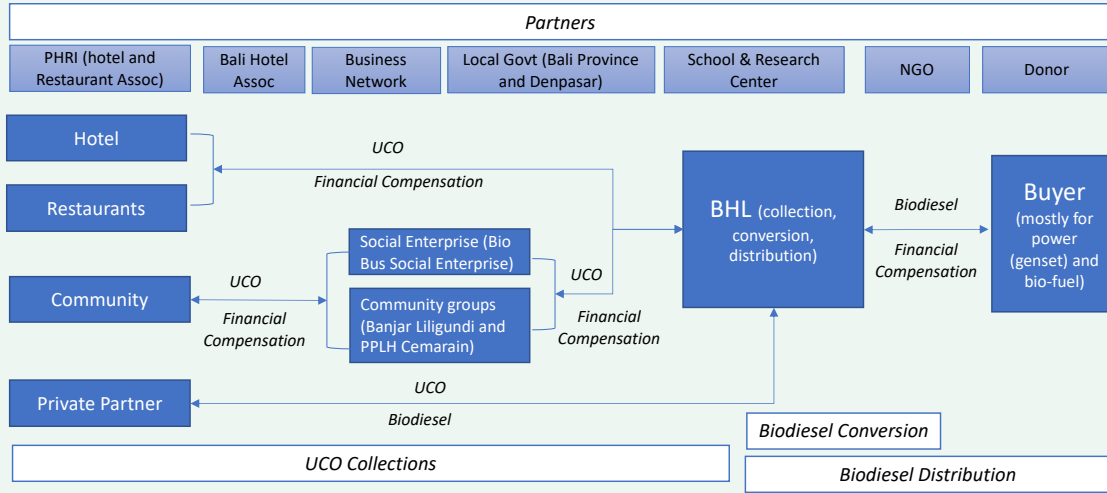 Partners
PHRI (hotel and
Restaurant Assoc)
Bali Hotel
Assoc
Business
Network
Local Govt (Bali Province
and Denpasar)
School & Research
Center
NGO
Donor
Hotel
Restaurants
UCO
Financial Compensation
Community
UCO
Financial
Compensation
Social Enterprise (Bio
Bus Social Enterprise)
Community groups
(Banjar Liligundi and
PPLH Cemarain)
UCO
Financial
Compensation
BHL (collection,
conversion,
distribution)
Biodiesel
Financial
Compensation
Buyer
(mostly for
power
(genset) and
bio-fuel)
Private Partner
UCO
Biodiesel
UCO Collections
Biodiesel Conversion
Biodiesel Distribution